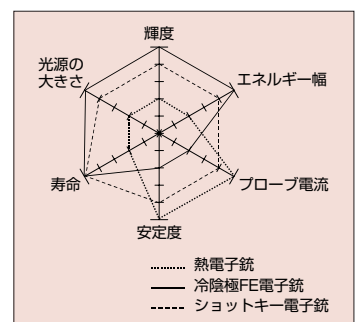 輝度
光源の
大きさ
エネルギー幅
寿命
プローブ電流
安定度
熱電子銃
冷陰極FE電子銃
ショットキー電子銃